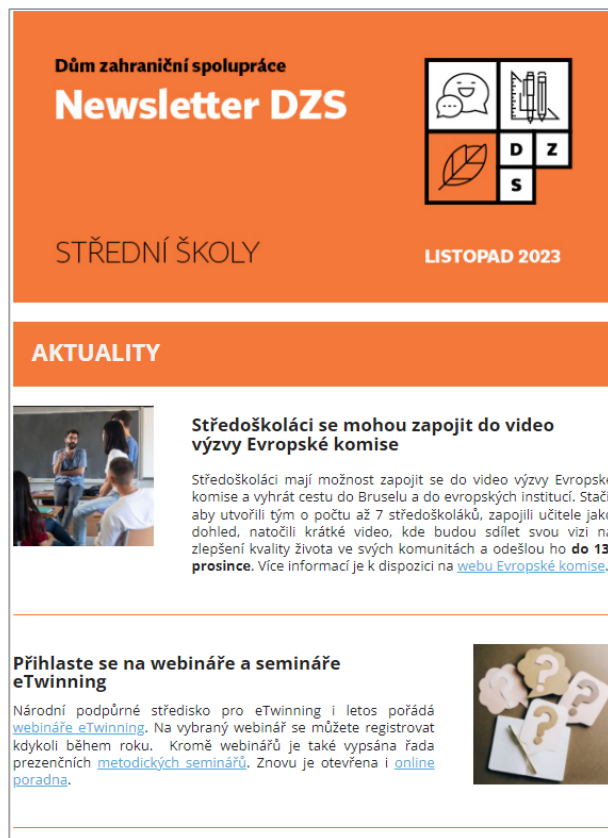 Dům zahraniční spolupráce
Newsletter DZS
D Z
S
STŘEDNÍ ŠKOLY
LISTOPAD 2023
AKTUALITY
Středoškoláci se mohou zapojit do video
výzvy Evropské komise
Středoškoláci mají možnost zapojit se do video výzvy Evropské
komise a vyhrát cestu do Bruselu a do evropských institucí. Stačí,
aby utvořili tým o počtu až 7 středoškoláků, zapojili učitele jako
dohled, natočili krátké video, kde budou sdílet svou vizi na
zlepšení kvality života ve svých komunitách a odešlou ho do 13.
prosince. Více informací je k dispozici na webu Evropské komise.
Přihlaste se na webináře a semináře
eTwinning
Národní podpůrné středisko pro eTwinning i letos pořádá
webináře eTwinning. Na vybraný webinář se můžete registrovat
kdykoli během roku. Kromě webinářů je také vypsána řada
prezenčních metodických seminářů. Znovu je otevřena i online
poradna.